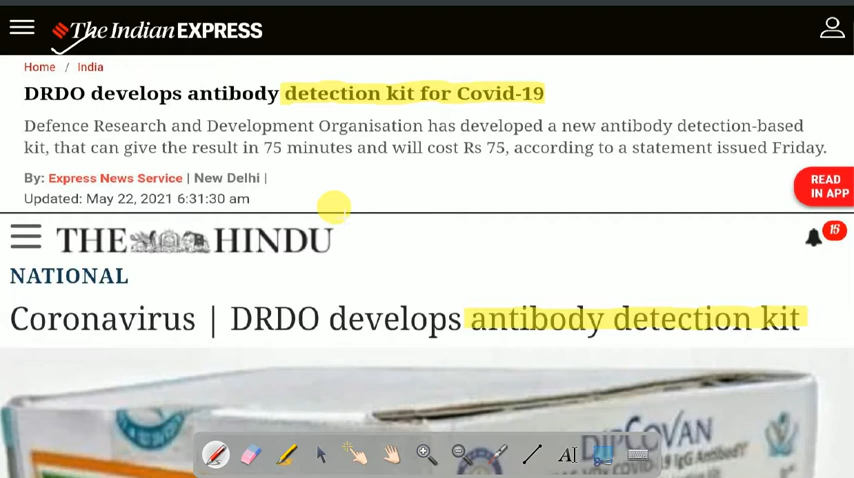 The Indian EXPRESS
Home / India
DRDO develops antibody detection kit for Covid-19
Defence Research and Development Organisation has developed a new antibody detection-based
kit, that can give the result in 75 minutes and will cost Rs 75, according to a statement issued Friday.
By: Express News Service | New Delhi |
Updated: May 22, 2021 6:31:30 am
READ
IN APP
THE HINDU
15
NATIONAL
Coronavirus | DRDO develops antibody detection kit
DIPCOVAN
IgG
AI